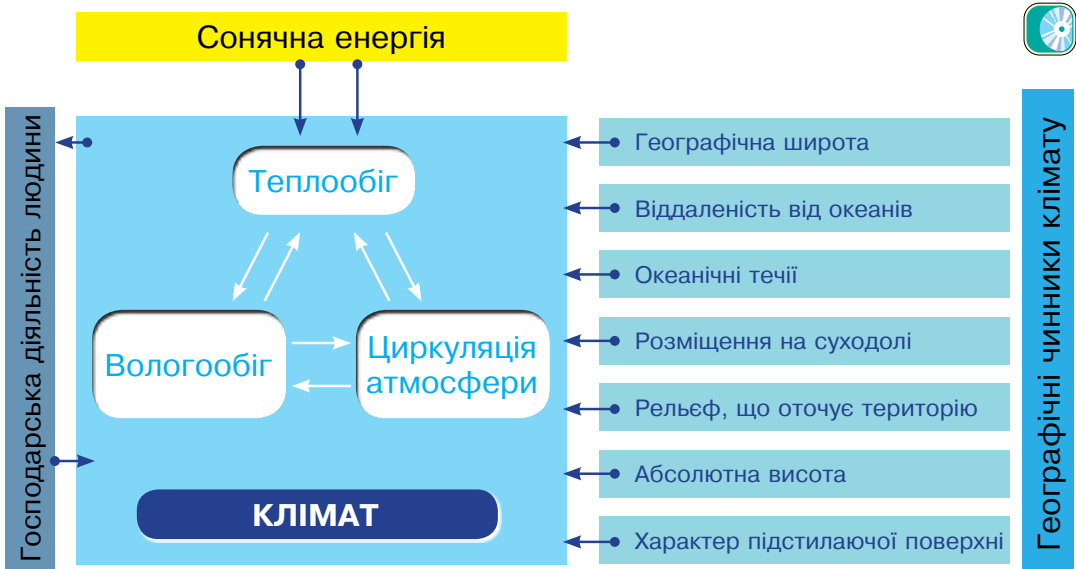 Сонячна енергія
Господарська діяльність людини
Теплообіг
Вологообіг
Циркуляція
атмосфери
КЛІМАТ
Географічна широта
Віддаленість від океанів
Океанічні течії
Розміщення на суходолі
Рельєф, що оточує територію
Абсолютна висота
Характер підстилаючої поверхні
Географічні чинники клімату